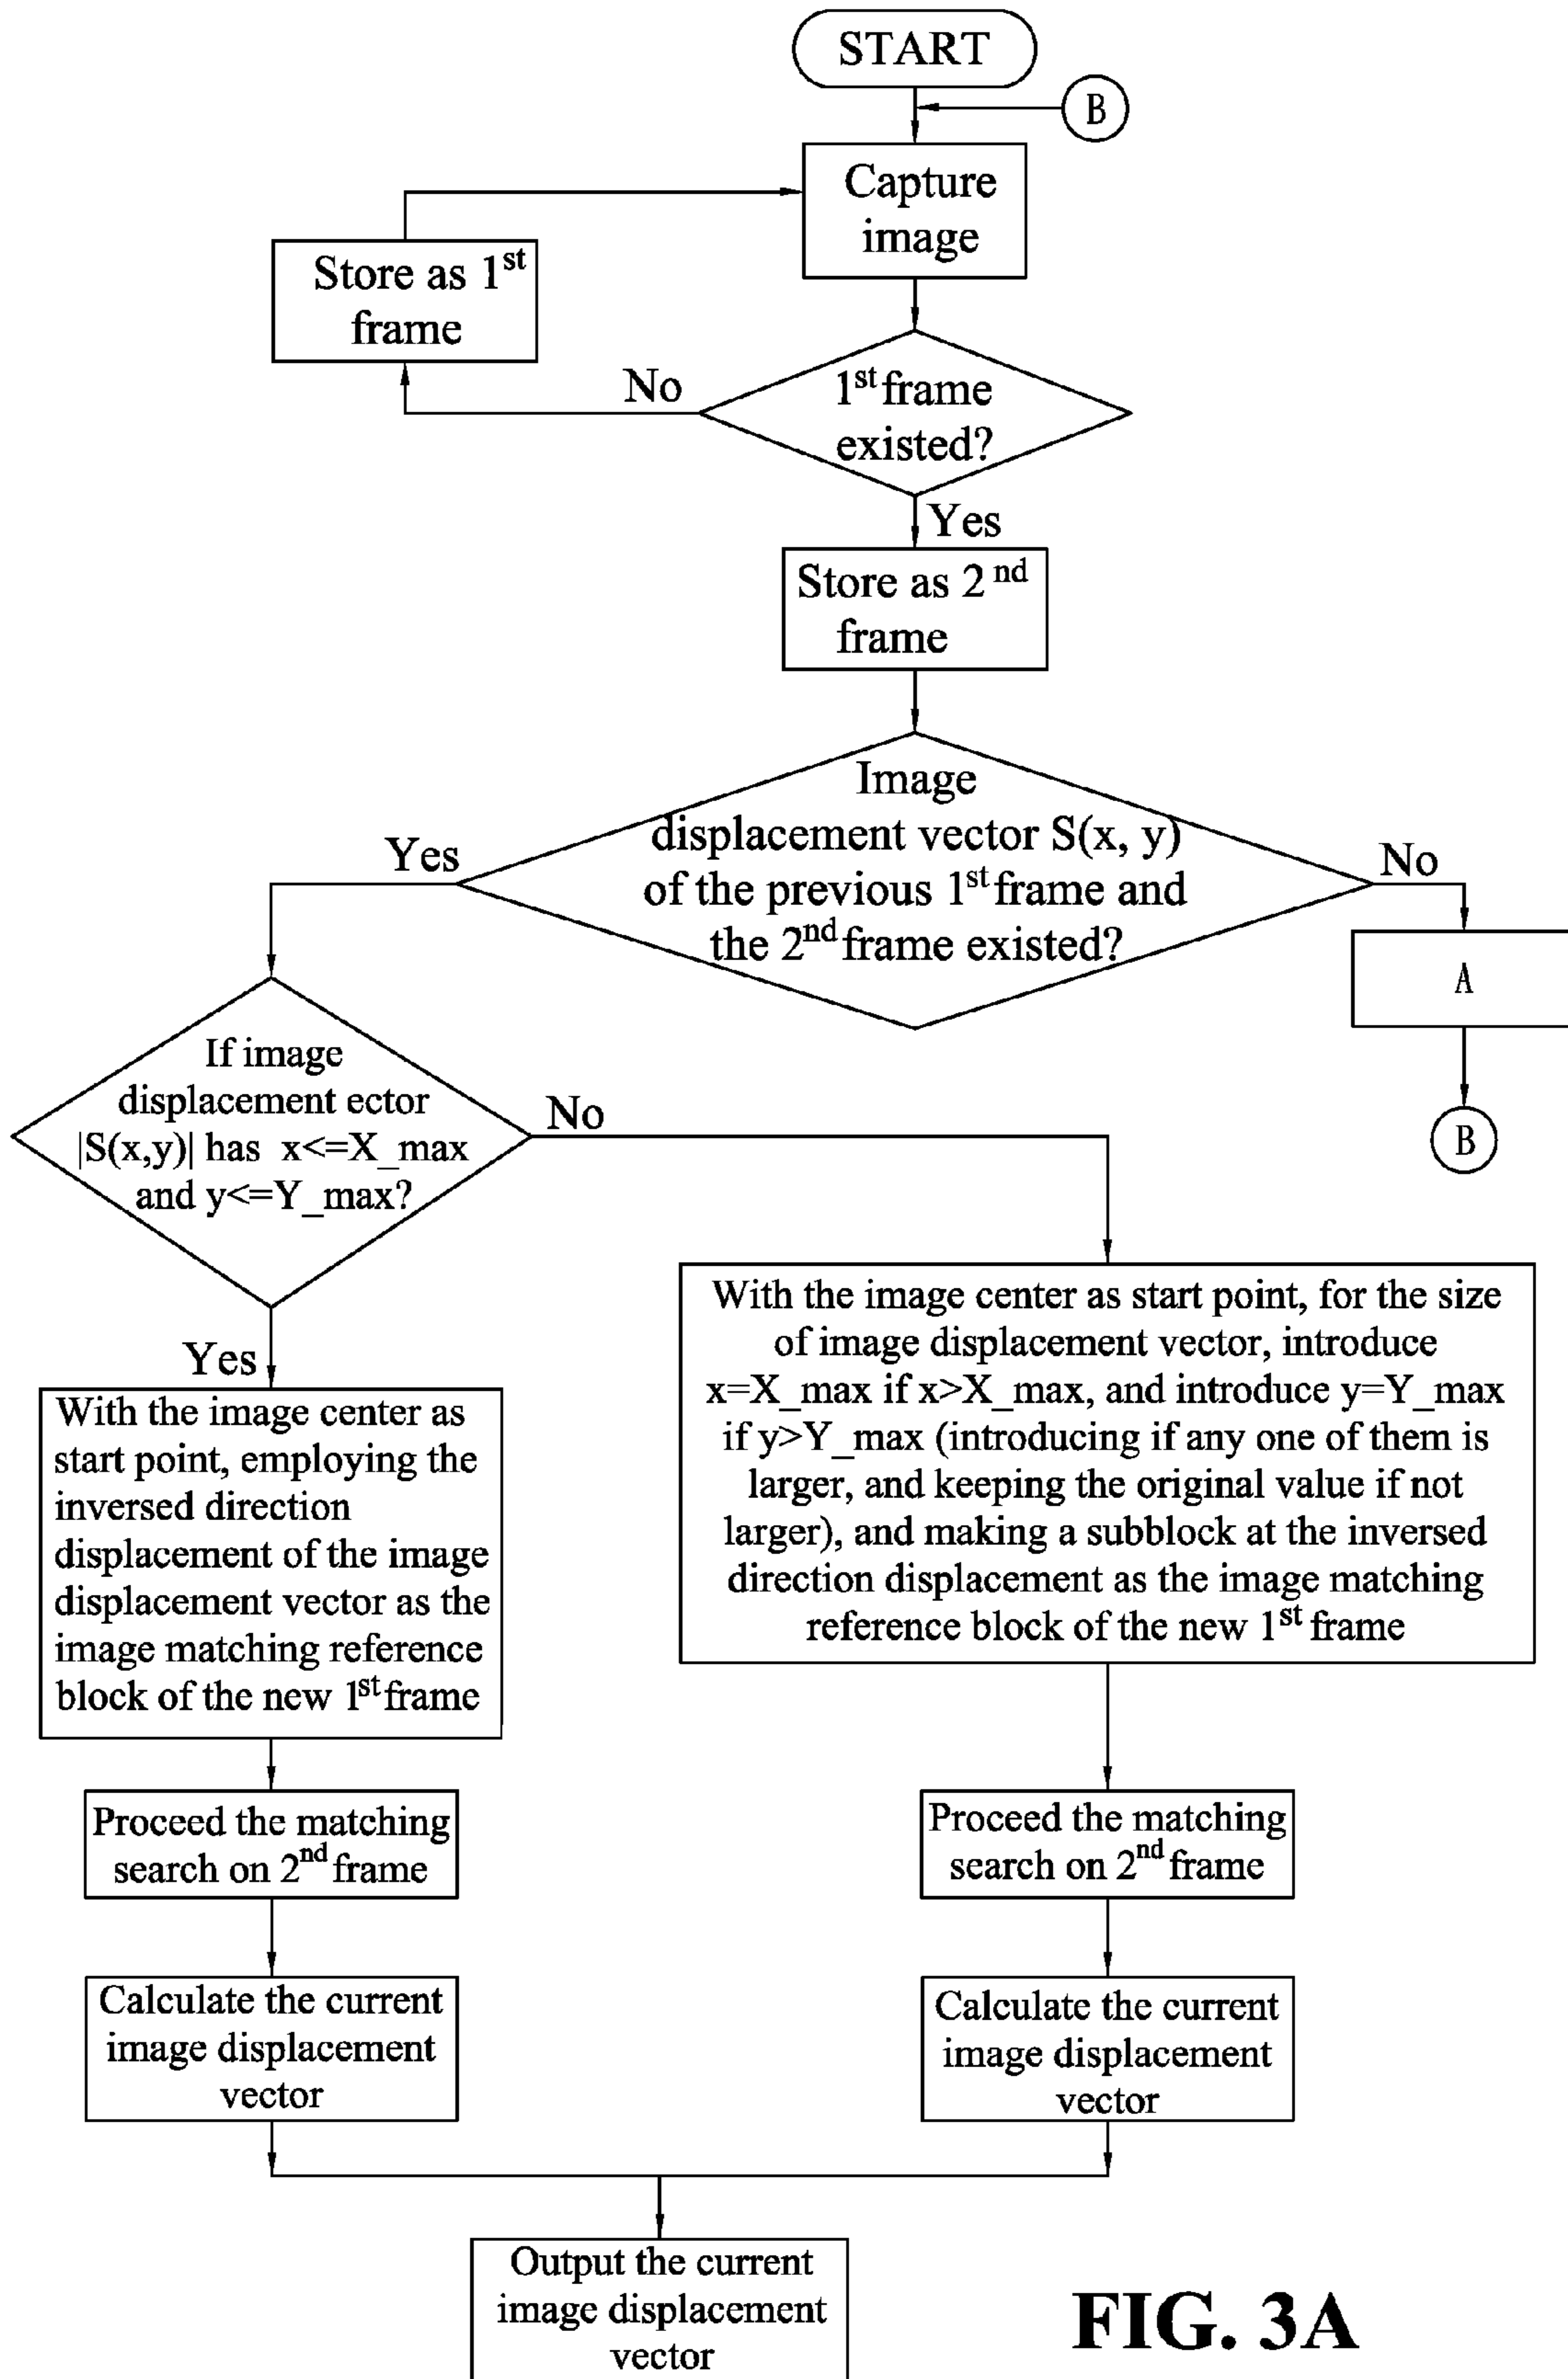 START
B
Capture
image
Store as 1st
frame
No
1st frame
existed?
Yes
Store as 2nd
frame
Image
displacement vector S(x, y)
of the previous 1st frame and
the 2nd frame existed?
Yes
No
A
B
If image
displacement ector
|S(x,y)| has x<=X_max
and y<=Y_max?
No
Yes
With the image center as
start point, employing the
inversed direction
displacement of the image
displacement vector as the
image matching reference
block of the new 1st frame
With the image center as start point, for the size
of image displacement vector, introduce
x=X_max if x>X_max, and introduce y=Y_max
if y>Y_max (introducing if any one of them is
larger, and keeping the original value if not
larger), and making a subblock at the inversed
direction displacement as the image matching
reference block of the new 1st frame
Proceed the matching
search on 2nd frame
Proceed the matching
search on 2nd frame
Calculate the current
image displacement
vector
Calculate the current
image displacement
vector
Output the current
image displacement
vector
FIG. 3A